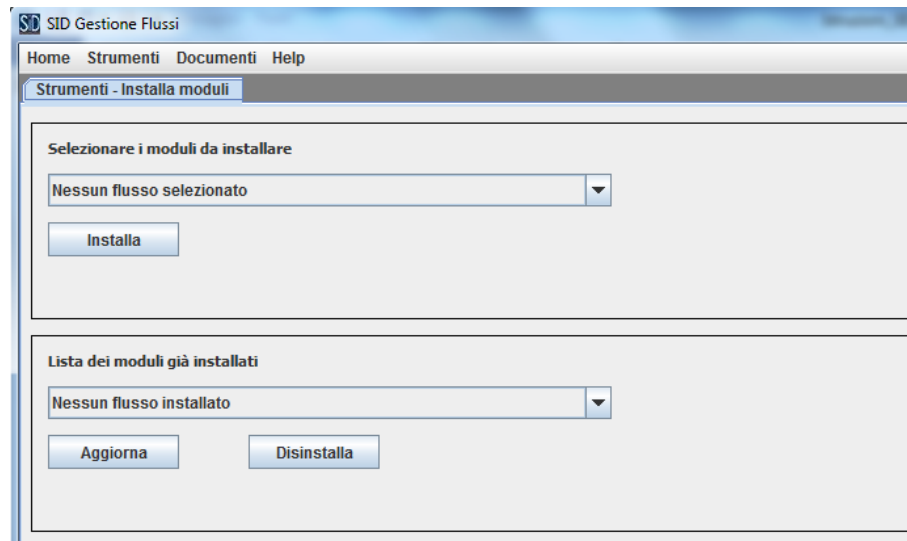 SID SID Gestione Flussi
Home Strumenti Documenti Help
Strumenti - Installa moduli
Selezionare i moduli da installare
Nessun flusso selezionato
Installa
Lista dei moduli già installati
Nessun flusso installato
Aggiorna Disinstalla